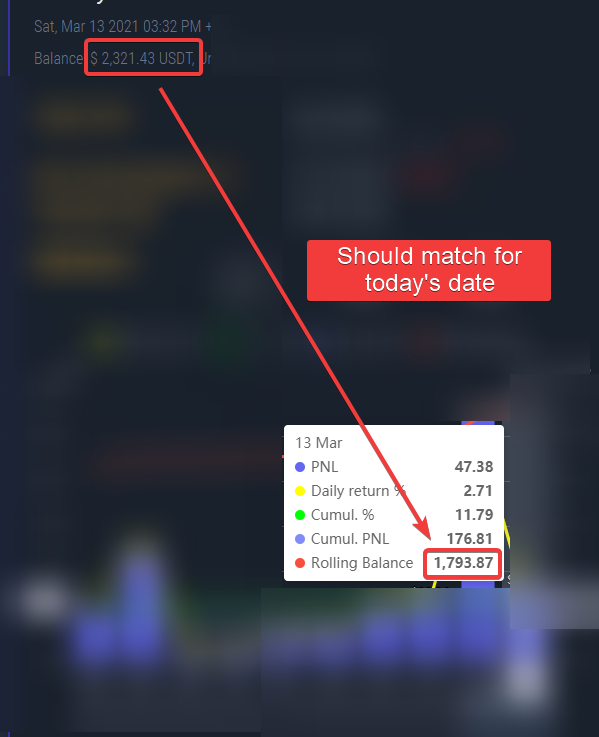 Sat, Mar 13 2021 03:32 PM +
Balance $ 2,321.43 USDT,
Should match for
today's date
13 Mar
PNL 47.38
Daily return % 2.71
Cumul. % 11.79
Cumul. PNL 176.81
Rolling Balance 1,793.87